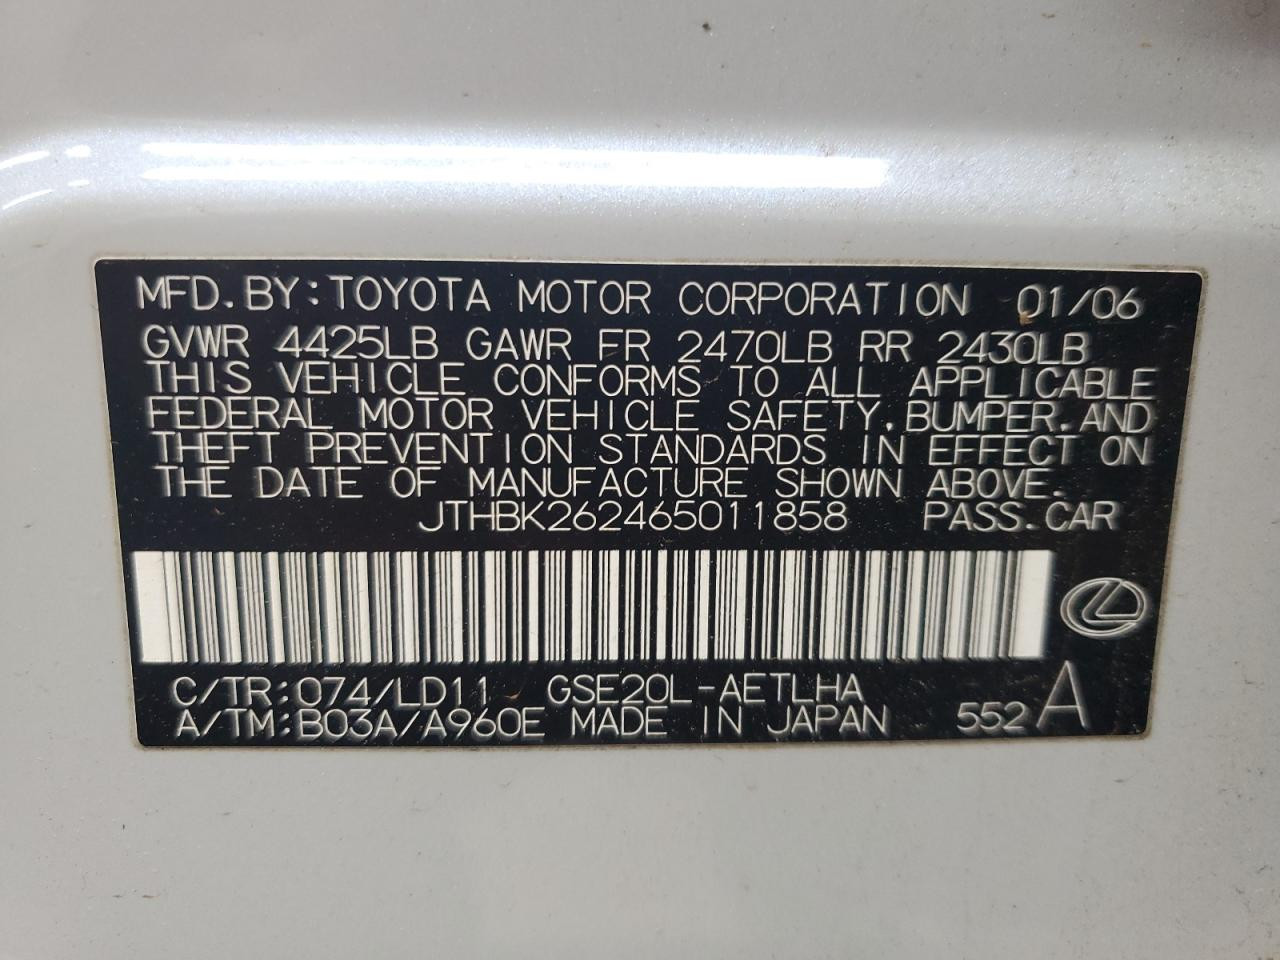 MFD.BY:TOYOTA MOTOR CORPORATION 01/06
GVWR 4425LB GAWR FR 2470LB RR 2430LB
THIS VEHICLE CONFORMS TO ALL APPLICABLE
FEDERAL MOTOR VEHICLE SAFETY,BUMPER,AND
THEFT PREVENTION STANDARDS IN EFFECT ON
THE DATE OF MANUFACTURE SHOWN ABOVE.
JTHBK262465011858 PASS.CAR
C/TR:074/LD11 GSE20L-AETLHA
A/TM:B03A/A960E MADE IN JAPAN 552 A